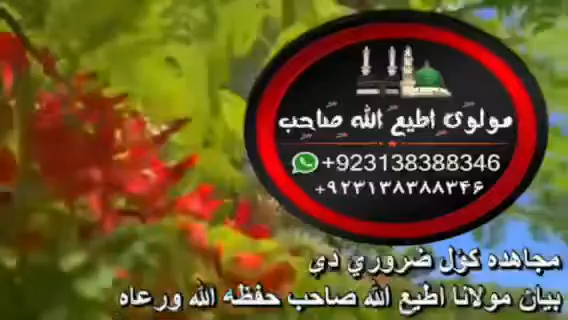 مولوی اطیع الله صاحب
+923138388346
+۹۲۳۱۳۸۳۸۸۳۴۶
مجاهده کول ضروري دي
بیان مولانا اطیع الله صاحب حفظه الله ورعاه